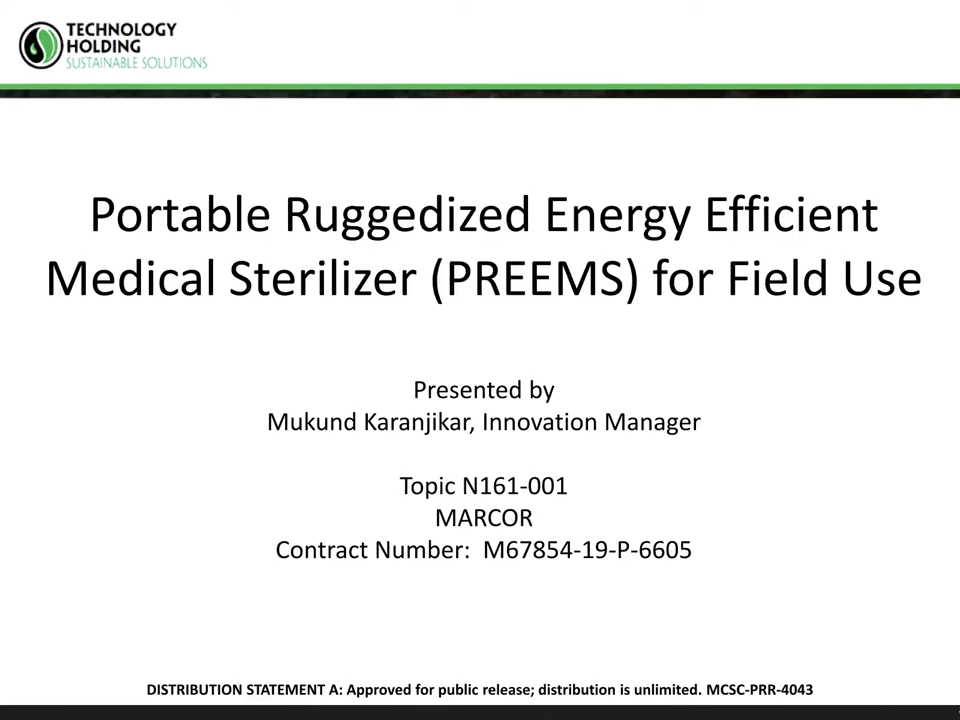 TECHNOLOGY
HOLDING
SUSTAINABLE SOLUTIONS
Portable Ruggedized Energy Efficient
Medical Sterilizer (PREEMS) for Field Use
Presented by
Mukund Karanjikar, Innovation Manager
Topic N161-001
MARCOR
Contract Number:  M67854-19-P-6605
DISTRIBUTION STATEMENT A: Approved for public release; distribution is unlimited. MCSC-PRR-4043